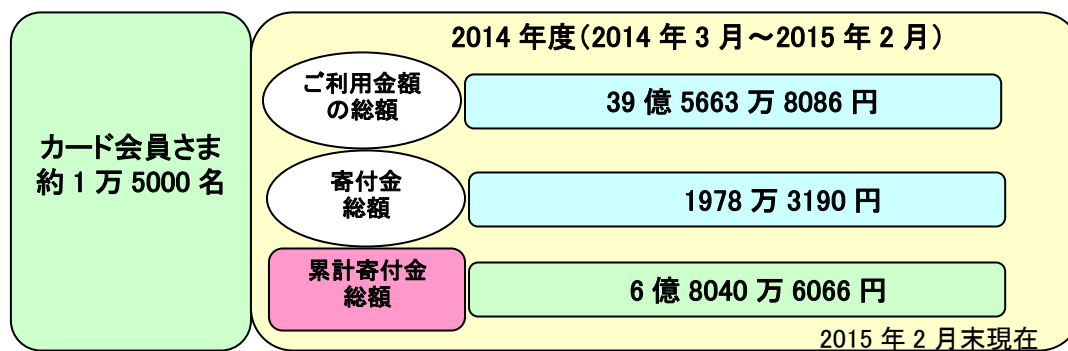 カード会員さま
約 1 万 5000 名
2014 年度（2014 年 3 月～2015 年 2 月）
ご利用金額
の総額
39 億 5663 万 8086 円
寄付金
総額
1978 万 3190 円
累計寄付金
総額
6 億 8040 万 6066 円
2015 年 2 月末現在